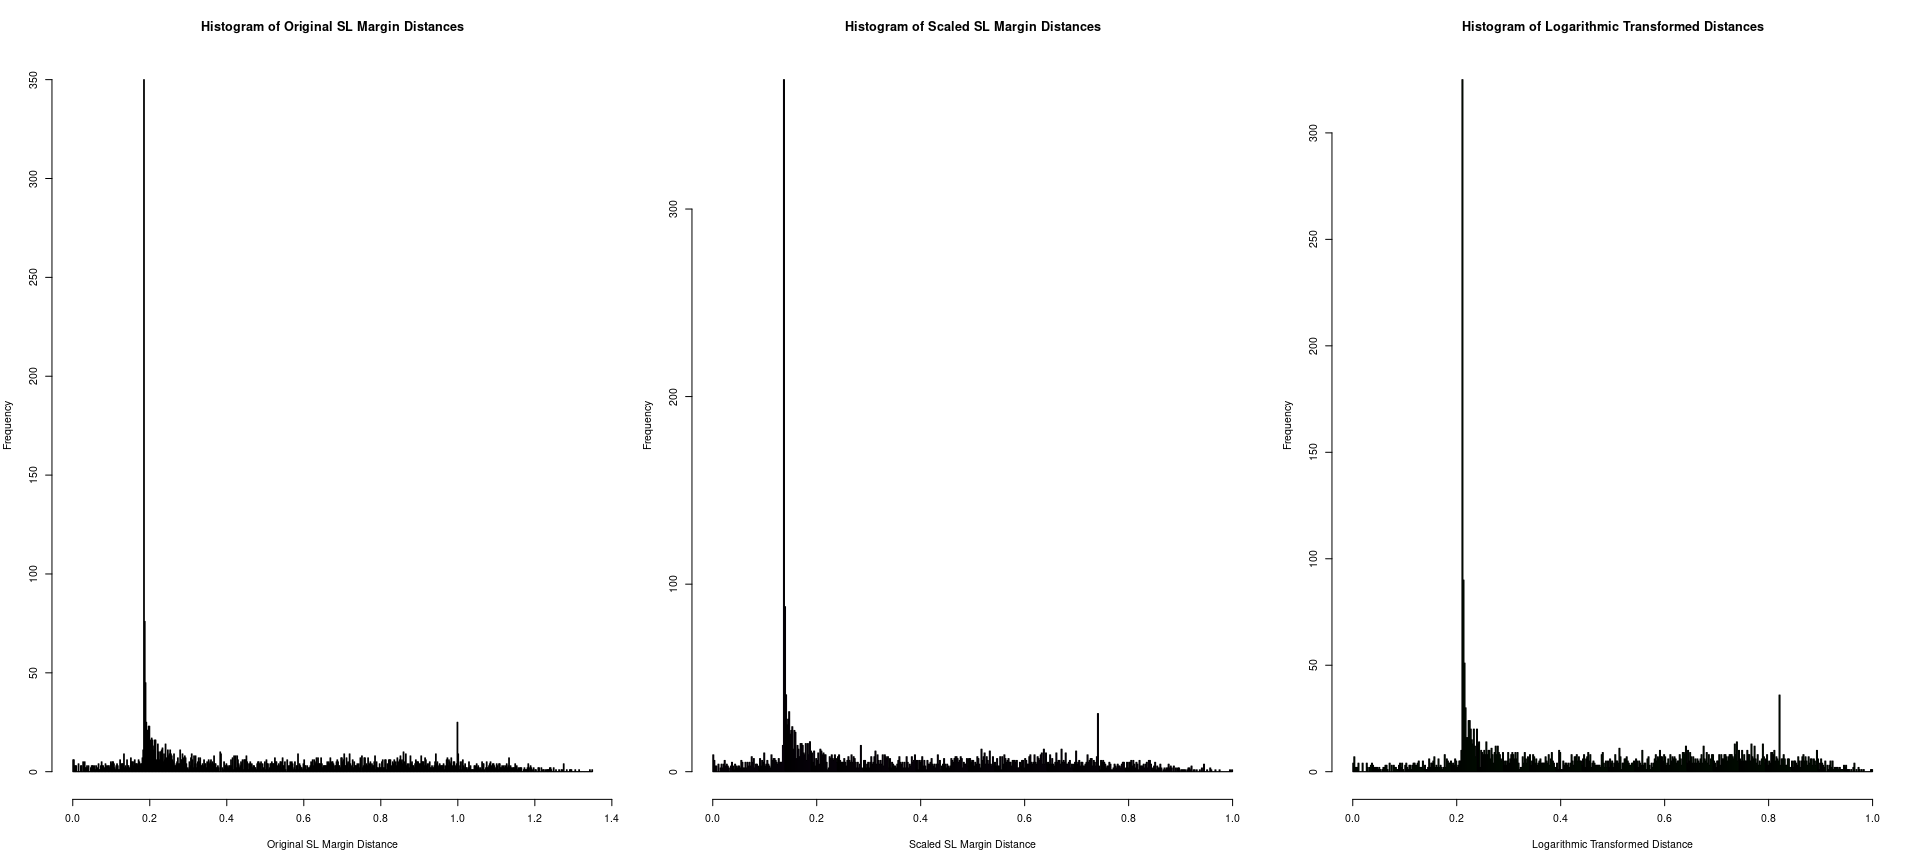 Histogram of Original SL Margin Distances
Frequency
350
300
250
200
150
100
50
0
0.0 0.2 0.4 0.6 0.8 1.0 1.2 1.4
Original SL Margin Distance
Histogram of Scaled SL Margin Distances
Frequency
300
200
100
0
0.0 0.2 0.4 0.6 0.8 1.0
Scaled SL Margin Distance
Histogram of Logarithmic Transformed Distances
Frequency
300
250
200
150
100
50
0
0.0 0.2 0.4 0.6 0.8 1.0
Logarithmic Transformed Distance